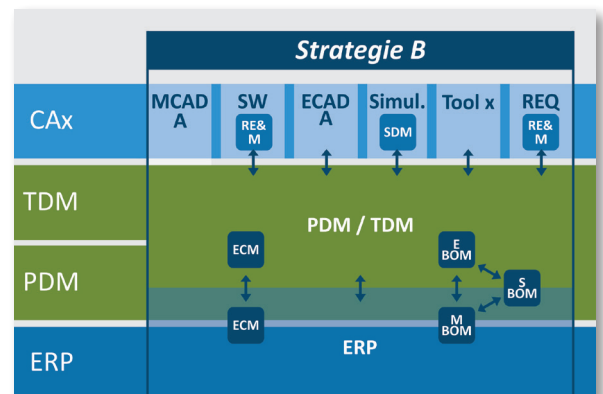 Strategie B
CAx
MCAD
A
SW
RE&
M
ECAD
A
Simul.
SDM
Tool x
REQ
RE&
M
TDM
PDM / TDM
ECM
E
BOM
PDM
S
BOM
ECM
M
BOM
ERP
ERP